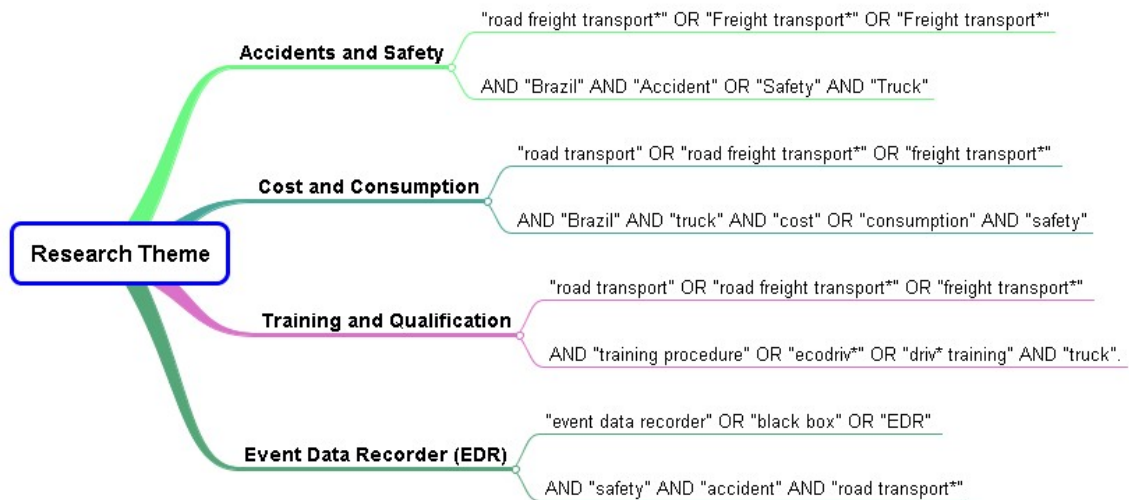 "road freight transport*" OR "Freight transport*" OR "Freight transport*"
Accidents and Safety
AND "Brazil" AND "Accident" OR "Safety" AND "Truck"
"road transport" OR "road freight transport*" OR "freight transport*"
Cost and Consumption
AND "Brazil" AND "truck" AND "cost" OR "consumption" AND "safety"
Research Theme
"road transport" OR "road freight transport*" OR "freight transport*"
Training and Qualification
AND "training procedure" OR "ecodriv*" OR "driv* training" AND "truck".
"event data recorder" OR "black box" OR "EDR"
Event Data Recorder (EDR)
AND "safety" AND "accident" AND "road transport*"